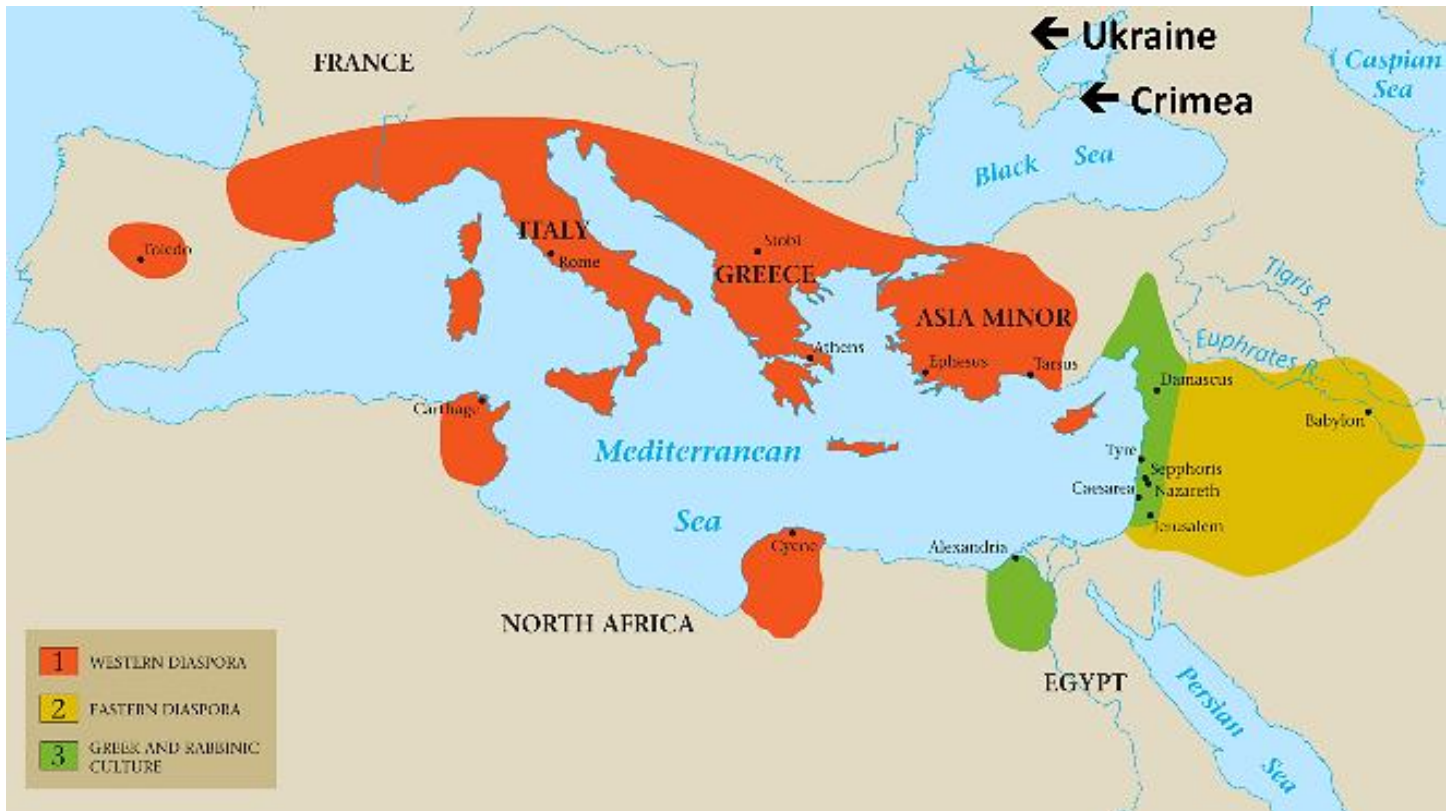 ← Ukraine
FRANCE
Caspian
Sea
← Crimea
Black Sea
Toledo
ITALY
Rome
Stobi
GREECE
Tigris R.
ASIA MINOR
Euphrates R.
Athens
Ephesus
Tarsus
Damascus
Carthage
Babylon
Mediterranean
Sea
Tyre
Sepphoris
Caesarea
Nazareth
Jerusalem
Cyrene
Alexandria
NORTH AFRICA
EGYPT
Persian
Sea
1 WESTERN DIASPORA
2 EASTERN DIASPORA
3 GREEK AND RABBINIC
CULTURE